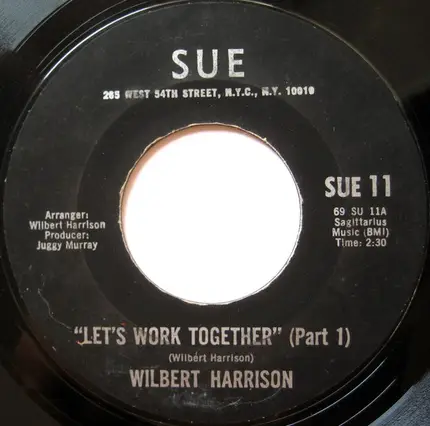 SUE
265 WEST 54TH STREET, N.Y.C., N.Y. 10019
SUE 11
Arranger:
Wilbert Harrison
Producer:
Juggy Murray
69 SU 11A
Sagittarius
Music (BMI)
Time: 2:30
"LET'S WORK TOGETHER" (Part 1)
(Wilbert Harrison)
WILBERT HARRISON